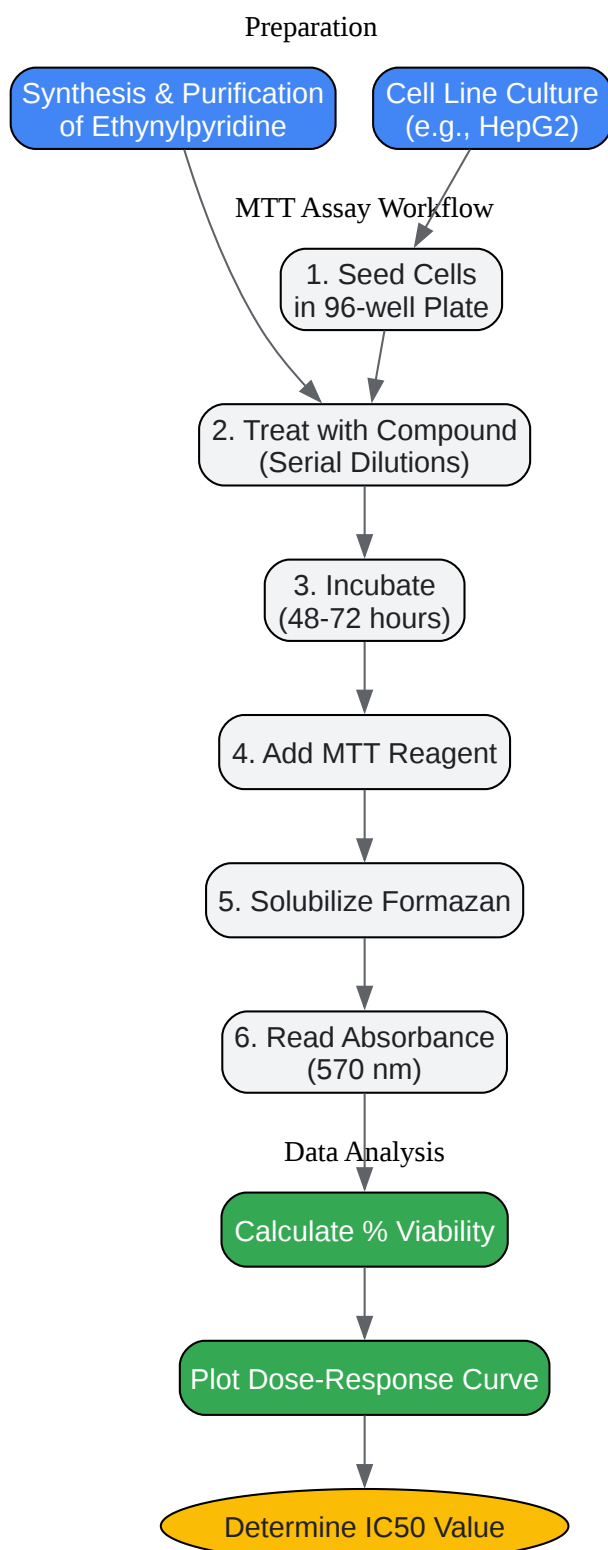 Preparation
Synthesis & Purification
of Ethynylpyridine
Cell Line Culture
(e.g., HepG2)
MTT Assay Workflow
1. Seed Cells
in 96-well Plate
2. Treat with Compound
(Serial Dilutions)
3. Incubate
(48-72 hours)
4. Add MTT Reagent
5. Solubilize Formazan
6. Read Absorbance
(570 nm)
Data Analysis
Calculate % Viability
Plot Dose-Response Curve
Determine IC50 Value